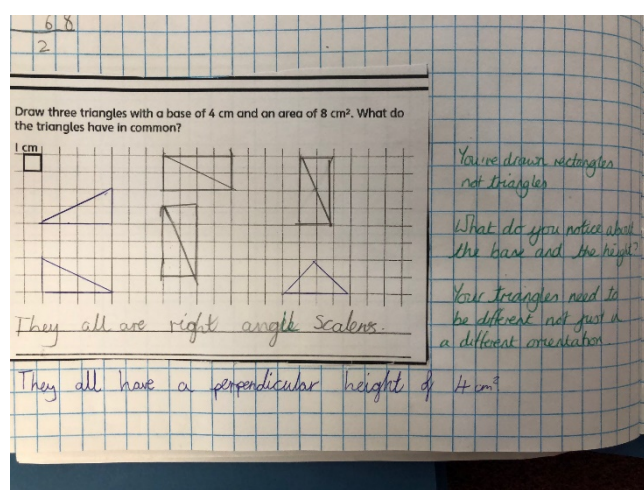 6 8
2
Draw three triangles with a base of 4 cm and an area of 8 cm². What do
the triangles have in common?
1 cm
They all are right angle Scalens.
They all have a perpendicular height of 4 cm²
You've drawn rectangles
not triangles
What do you notice about
the base and the height?
Your triangles need to
be different not just in
a different orientation.